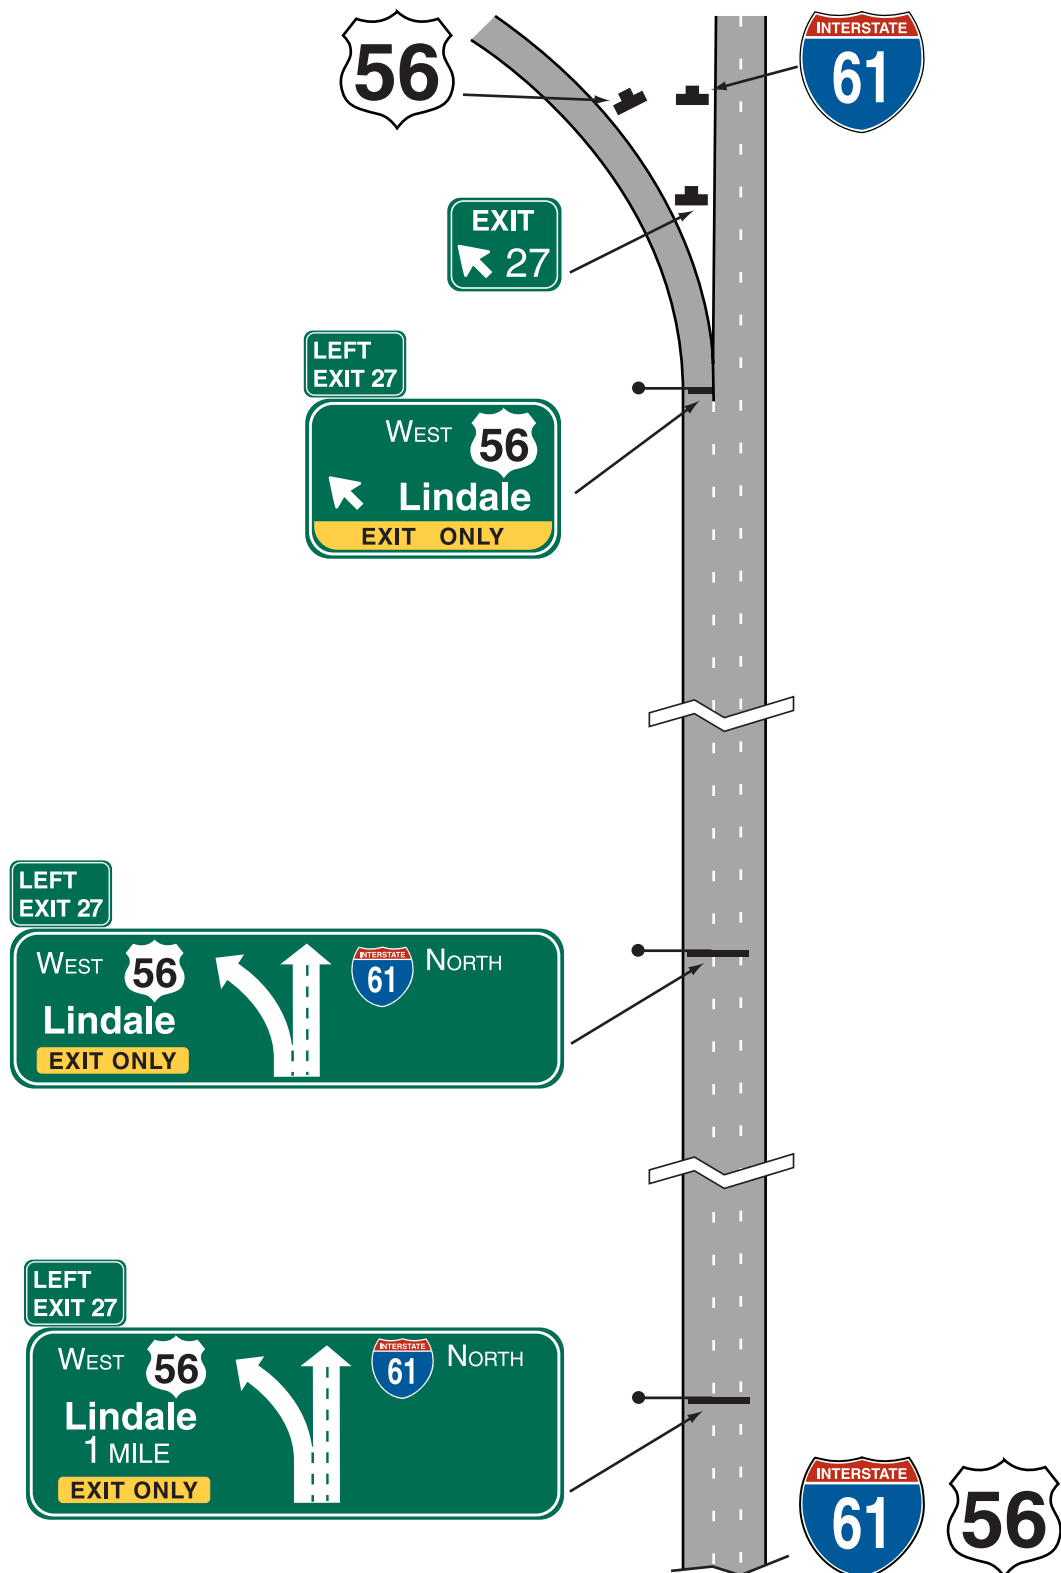 56
INTERSTATE
61
EXIT
27
LEFT
EXIT 27
WEST 56
Lindale
EXIT ONLY
LEFT
EXIT 27
WEST 56 INTERSTATE 61 NORTH
Lindale
EXIT ONLY
LEFT
EXIT 27
WEST 56 INTERSTATE 61 NORTH
Lindale
1 MILE
EXIT ONLY
INTERSTATE
61 56